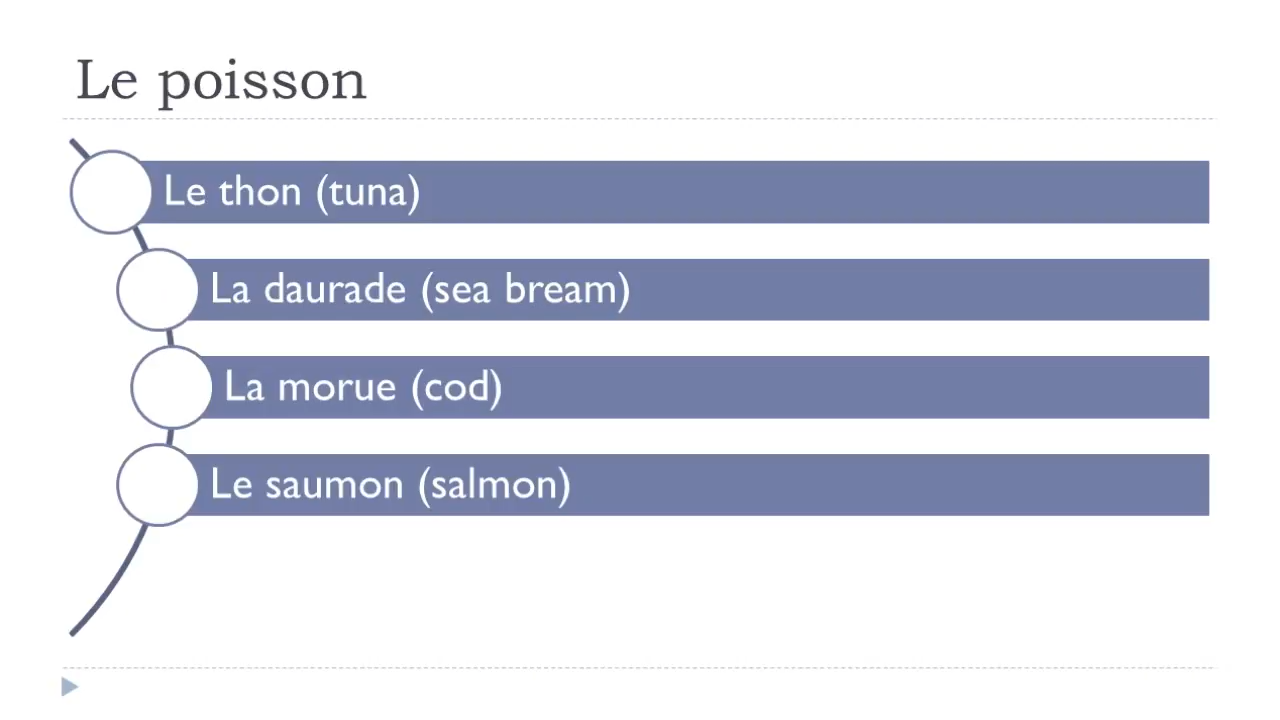 Le poisson
Le thon (tuna)
La daurade (sea bream)
La morue (cod)
Le saumon (salmon)